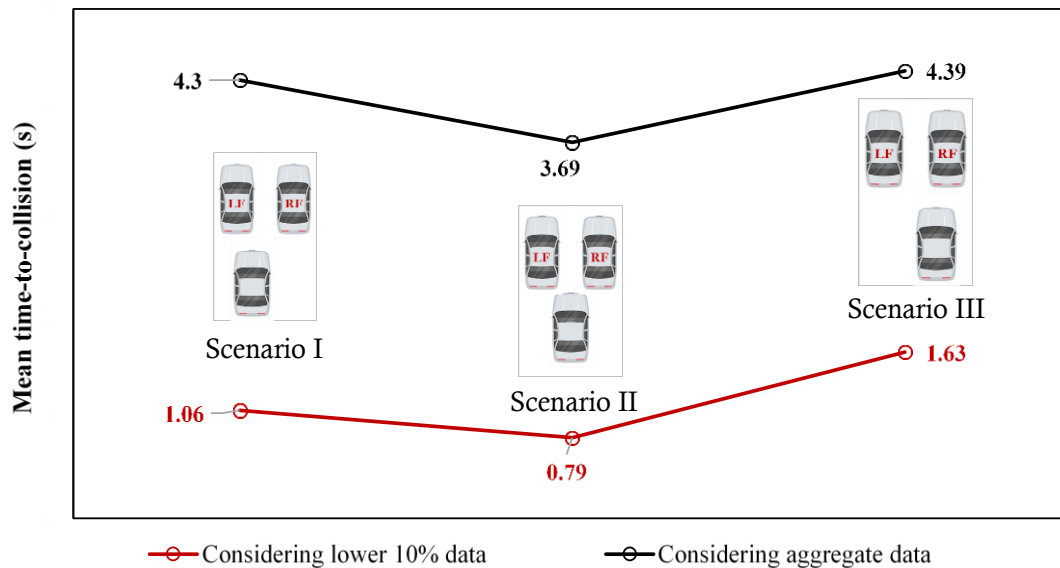 Mean time-to-collision (s)
4.3
3.69
4.39
LF RF
Scenario I
LF RF
Scenario II
LF RF
Scenario III
1.06
0.79
1.63
Considering lower 10% data
Considering aggregate data